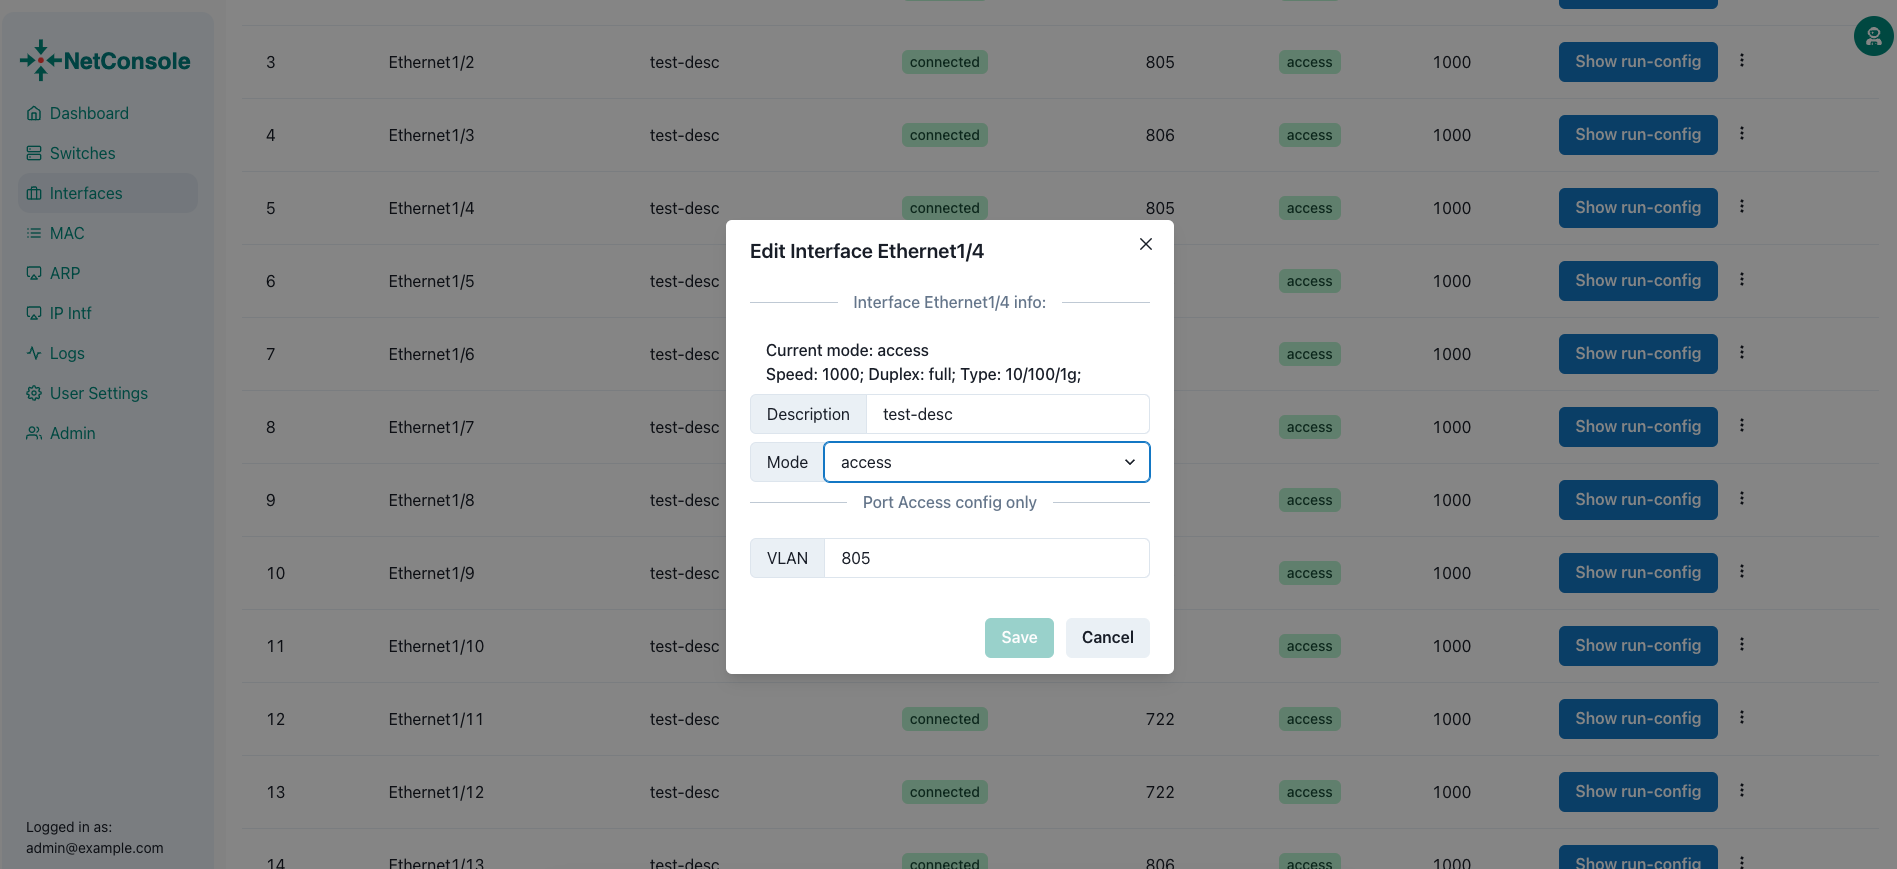 NetConsole
Dashboard
Switches
Interfaces
MAC
ARP
IP Intf
Logs
User Settings
Admin
Logged in as:
admin@example.com
3 Ethernet1/2 test-desc connected 805 access 1000 Show run-config
4 Ethernet1/3 test-desc connected 806 access 1000 Show run-config
5 Ethernet1/4 test-desc connected 805 access 1000 Show run-config
6 Ethernet1/5 test-desc access 1000 Show run-config
7 Ethernet1/6 test-desc access 1000 Show run-config
8 Ethernet1/7 test-desc access 1000 Show run-config
9 Ethernet1/8 test-desc access 1000 Show run-config
10 Ethernet1/9 test-desc access 1000 Show run-config
11 Ethernet1/10 test-desc access 1000 Show run-config
12 Ethernet1/11 test-desc connected 722 access 1000 Show run-config
13 Ethernet1/12 test-desc connected 722 access 1000 Show run-config
14 Ethernet1/13 test-desc connected 806 access 1000 Show run-config
Edit Interface Ethernet1/4
Interface Ethernet1/4 info:
Current mode: access
Speed: 1000; Duplex: full; Type: 10/100/1g;
Description test-desc
Mode access
Port Access config only
VLAN 805
Save Cancel